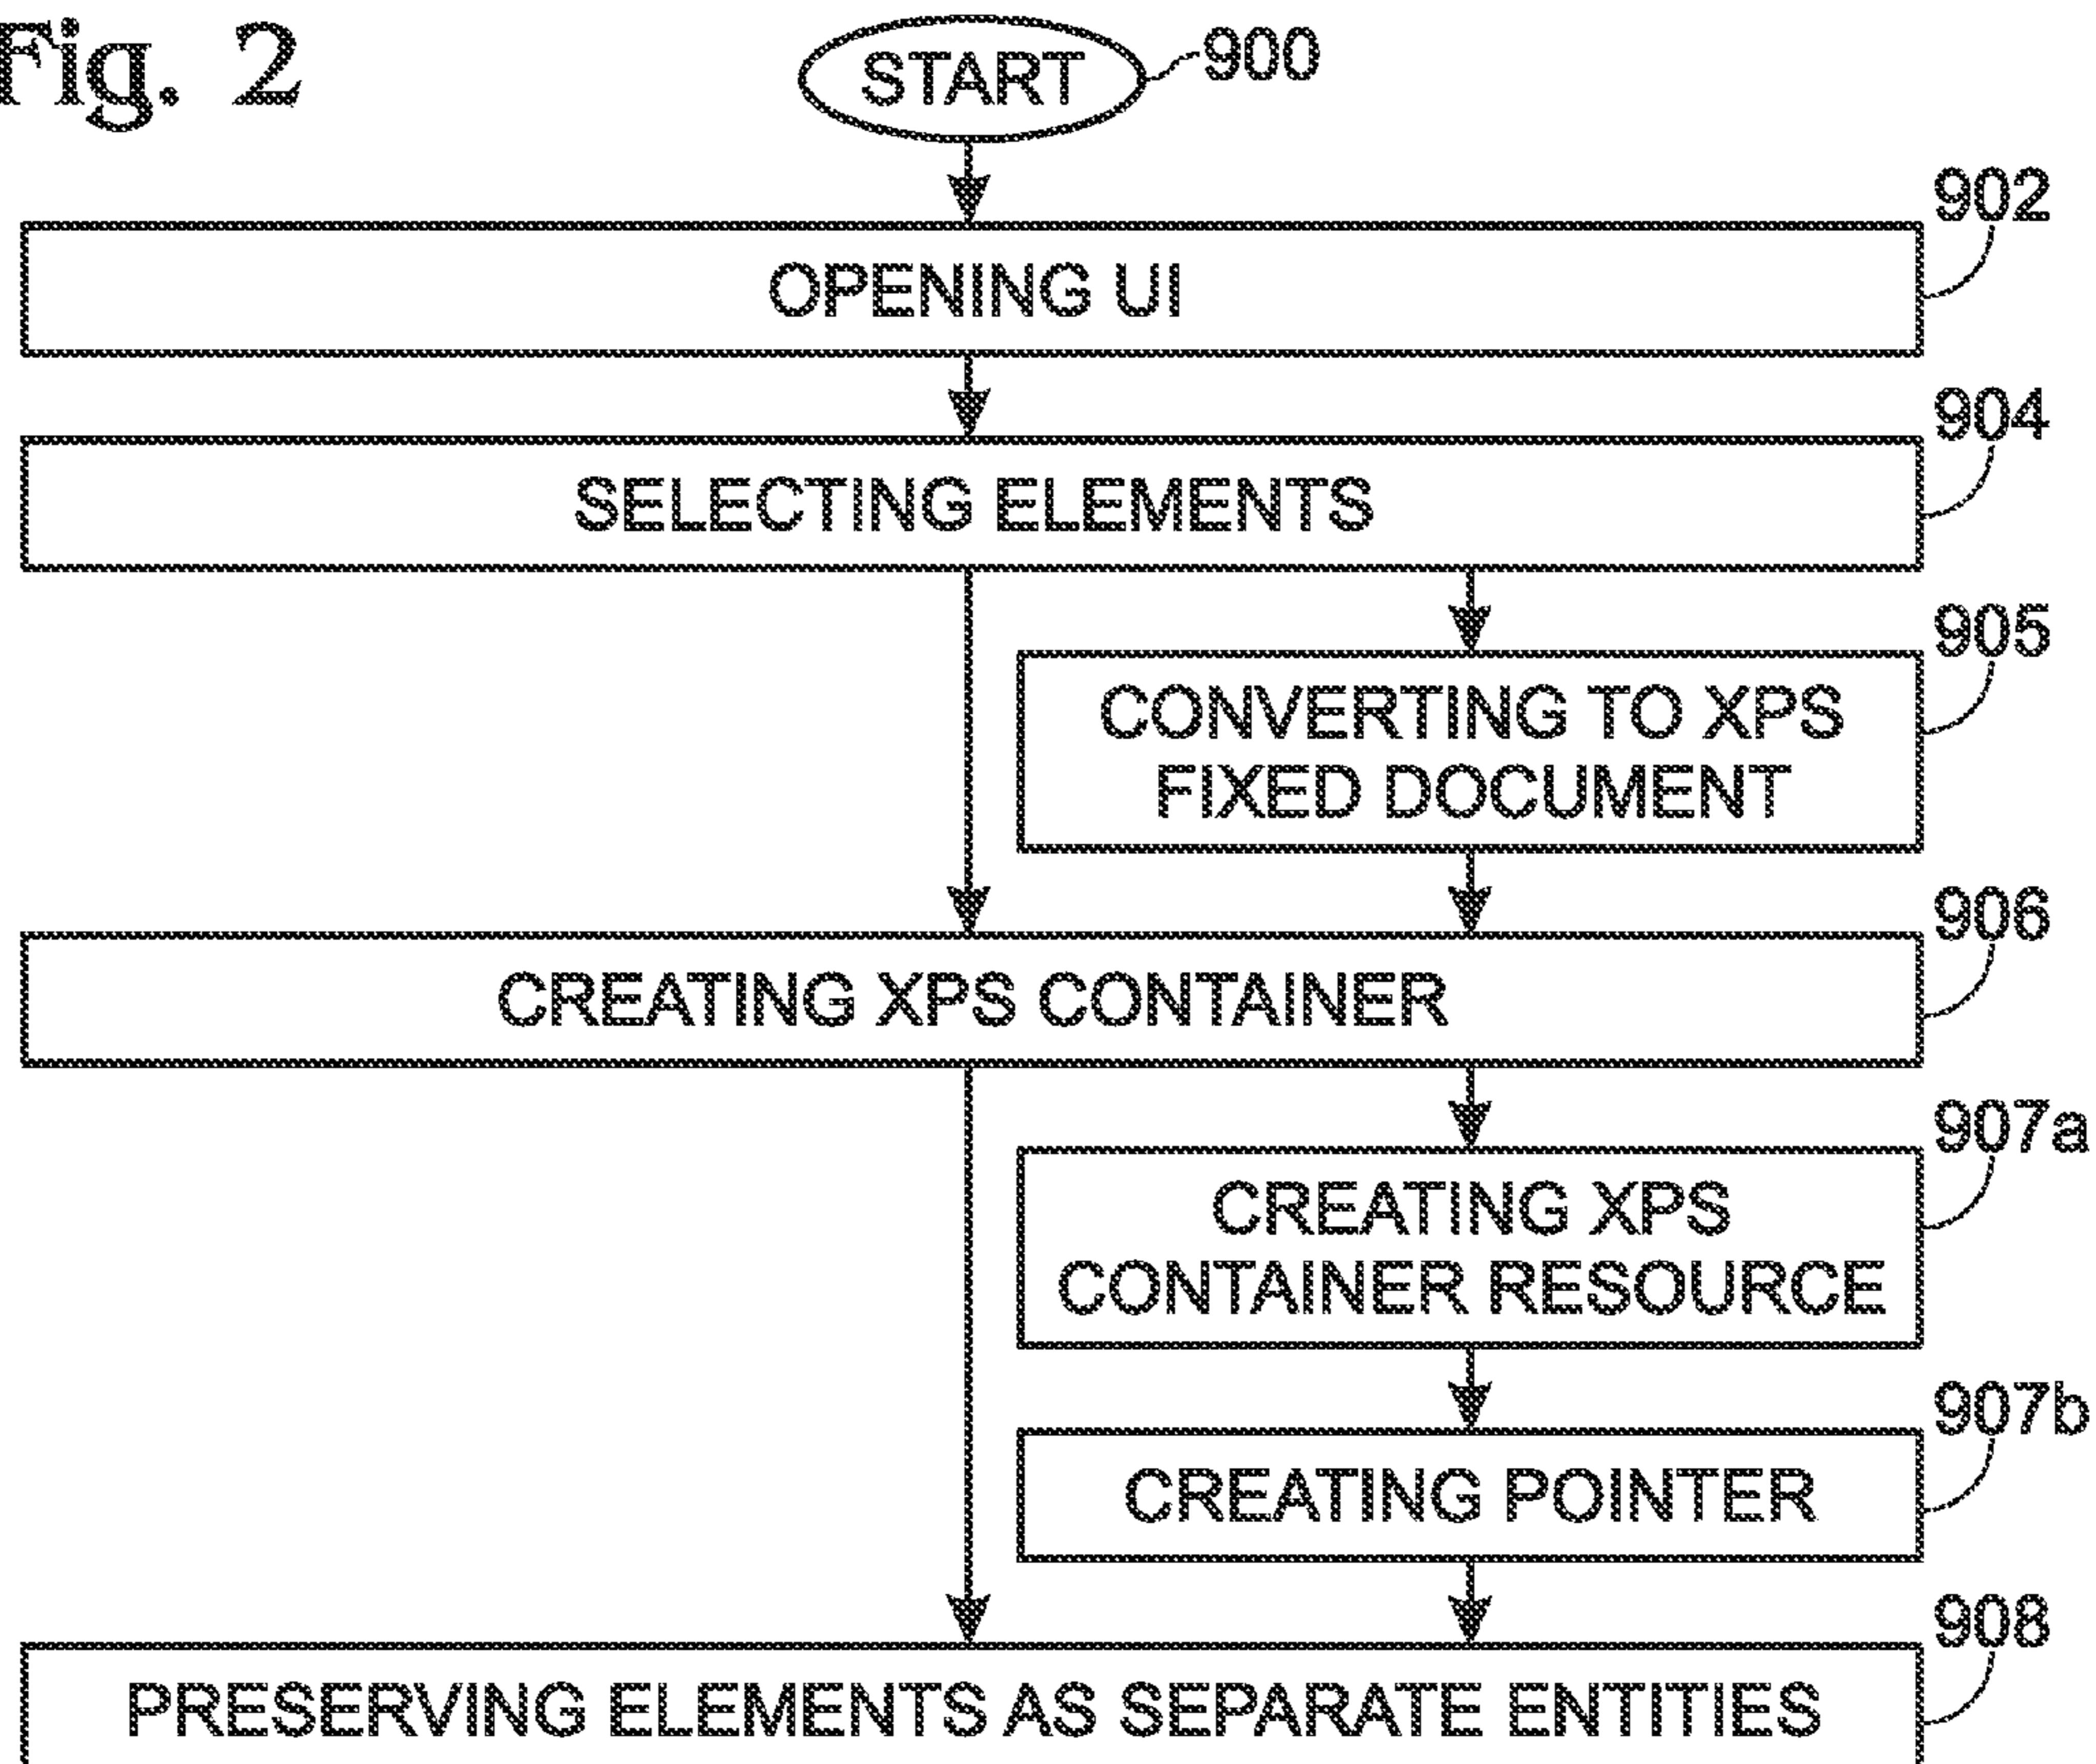 Fig. 2
START
900
902
OPENING UI
904
SELECTING ELEMENTS
905
CONVERTING TO XPS
FIXED DOCUMENT
906
CREATING XPS CONTAINER
907a
CREATING XPS
CONTAINER RESOURCE
907b
CREATING POINTER
908
PRESERVING ELEMENTS AS SEPARATE ENTITIES